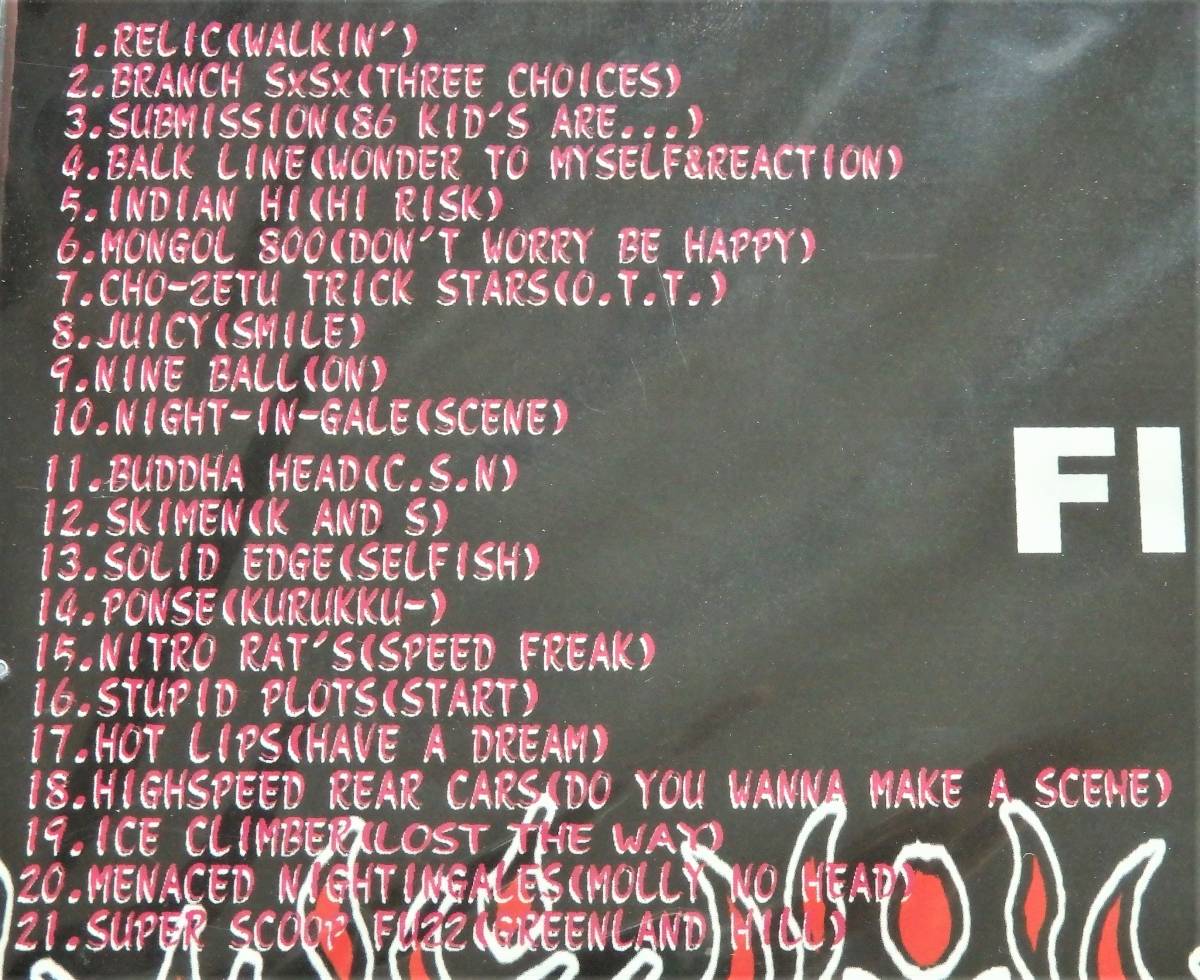 1.RELIC(WALKIN')
2.BRANCH SxSx(THREE CHOICES)
3.SUBMISSION(86 KID'S ARE...)
4.BALK LINE(WONDER TO MYSELF&REACTION)
5.INDIAN HI(HI RISK)
6.MONGOL 800(DON'T WORRY BE HAPPY)
7.CHO-ZETU TRICK STARS(O.T.T.)
8.JUICY(SMILE)
9.NINE BALL(ON)
10.NIGHT-IN-GALE(SCENE)
11.BUDDHA HEAD(C.S.N)
12.SKIMEN(K AND S)
13.SOLID EDGE(SELFISH)
14.PONSE(KURUKKU-)
15.NITRO RAT'S(SPEED FREAK)
16.STUPID PLOTS(START)
17.HOT LIPS(HAVE A DREAM)
18.HIGHSPEED REAR CARS(DO YOU WANNA MAKE A SCEHE)
19.ICE CLIMBER(LOST THE WAY)
20.MENACED NIGHTINGALES(MOLLY NO HEAD)
21.SUPER SCOOP FUZZ(GREENLAND HILL)
FI